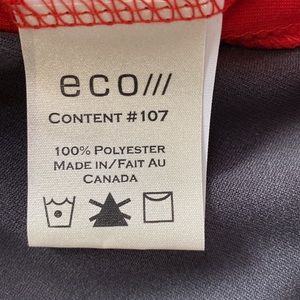 eco///
CONTENT #107
100% POLYESTER
MADE IN/FAIT AU
CANADA